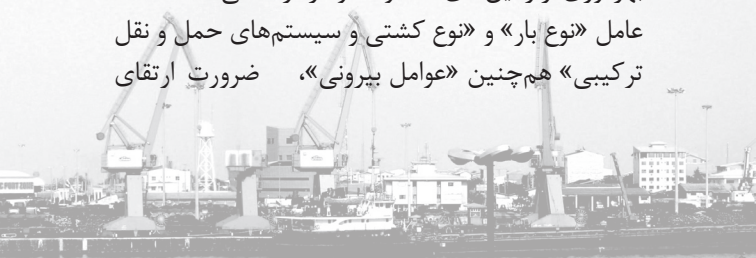 عامل «نوع بار» و «نوع کشتی و سیستم‌های حمل و نقل
ترکیبی» هم‌چنین «عوامل بیرونی»، ضرورت ارتقای